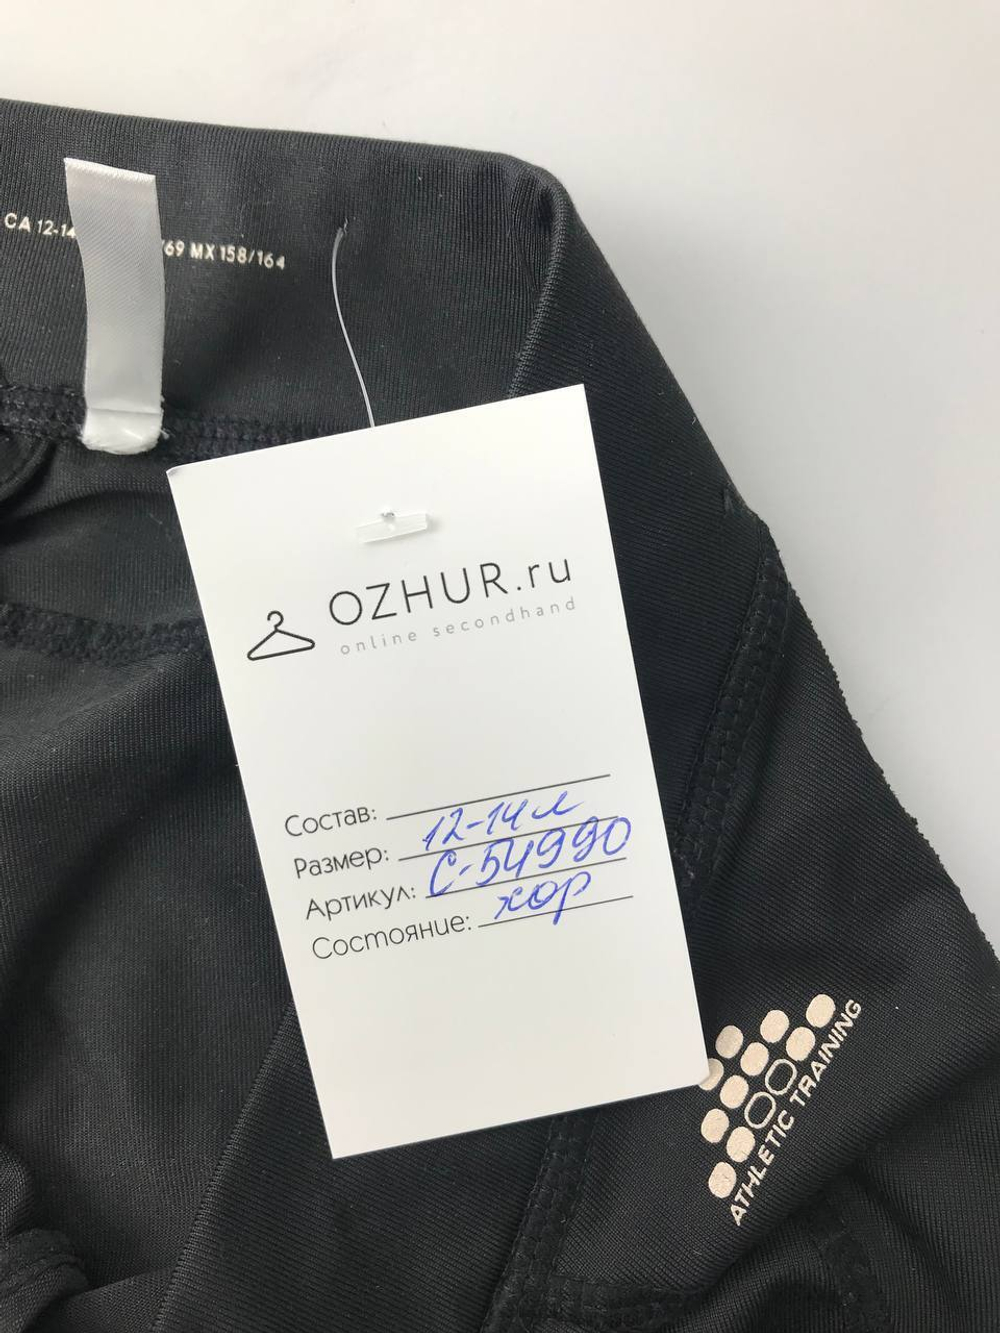 CA 12-14
/69 MX 158/164
OZHUR.ru
online secondhand
Состав:
Размер: 12-14л
Артикул: С-54990
Состояние: хор
ATHLETIC TRAINING